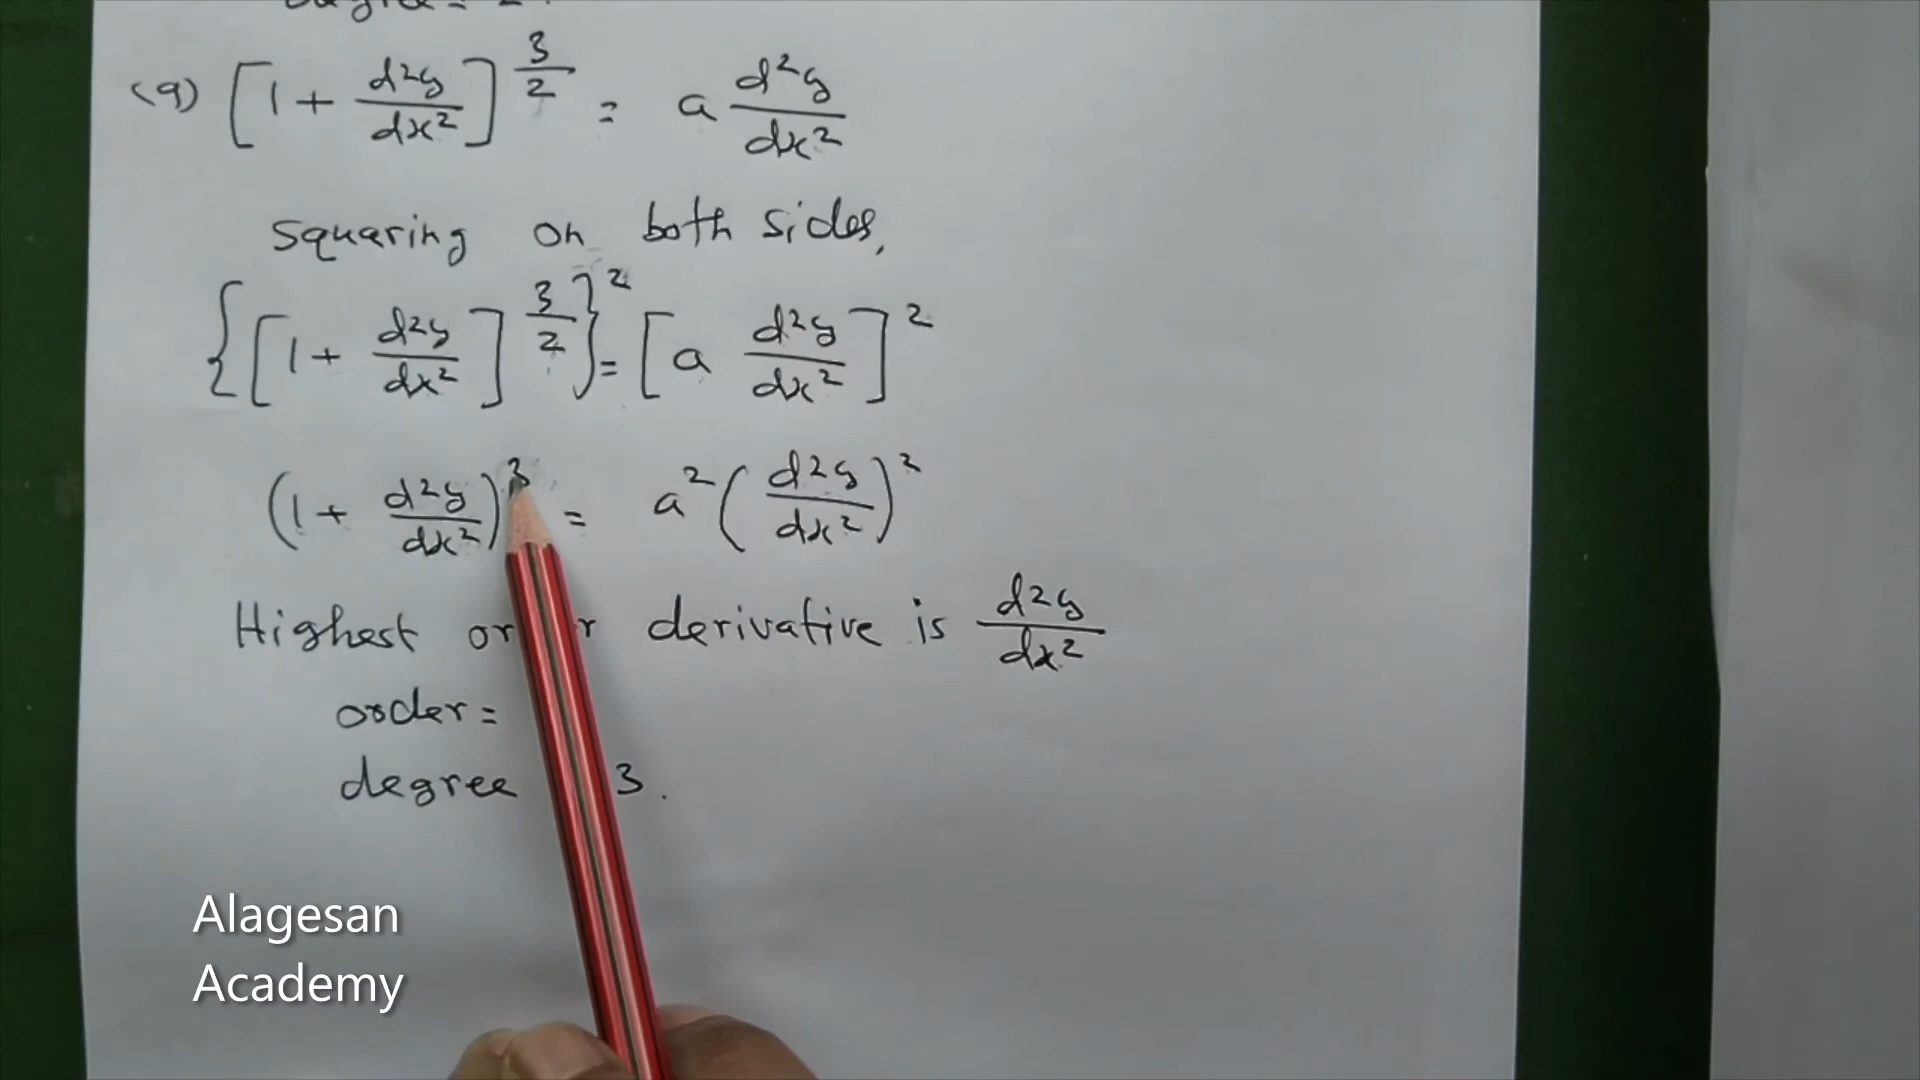 degree = 2.
(9) [1 + d²y/dx²]^3/2 = a d²y/dx²
Squaring on both sides,
{[1 + d²y/dx²]^3/2}² = [a d²y/dx²]²
(1 + d²y/dx²)³ = a² (d²y/dx²)²
Highest or r derivative is d²y/dx²
order =
degree 3.
Alagesan
Academy